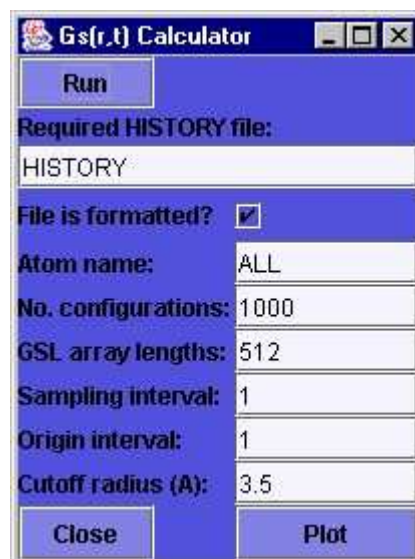 Gs(r,t) Calculator
Run
Required HISTORY file:
HISTORY
File is formatted?
Atom name: ALL
No. configurations: 1000
GSL array lengths: 512
Sampling interval: 1
Origin interval: 1
Cutoff radius (A): 3.5
Close Plot